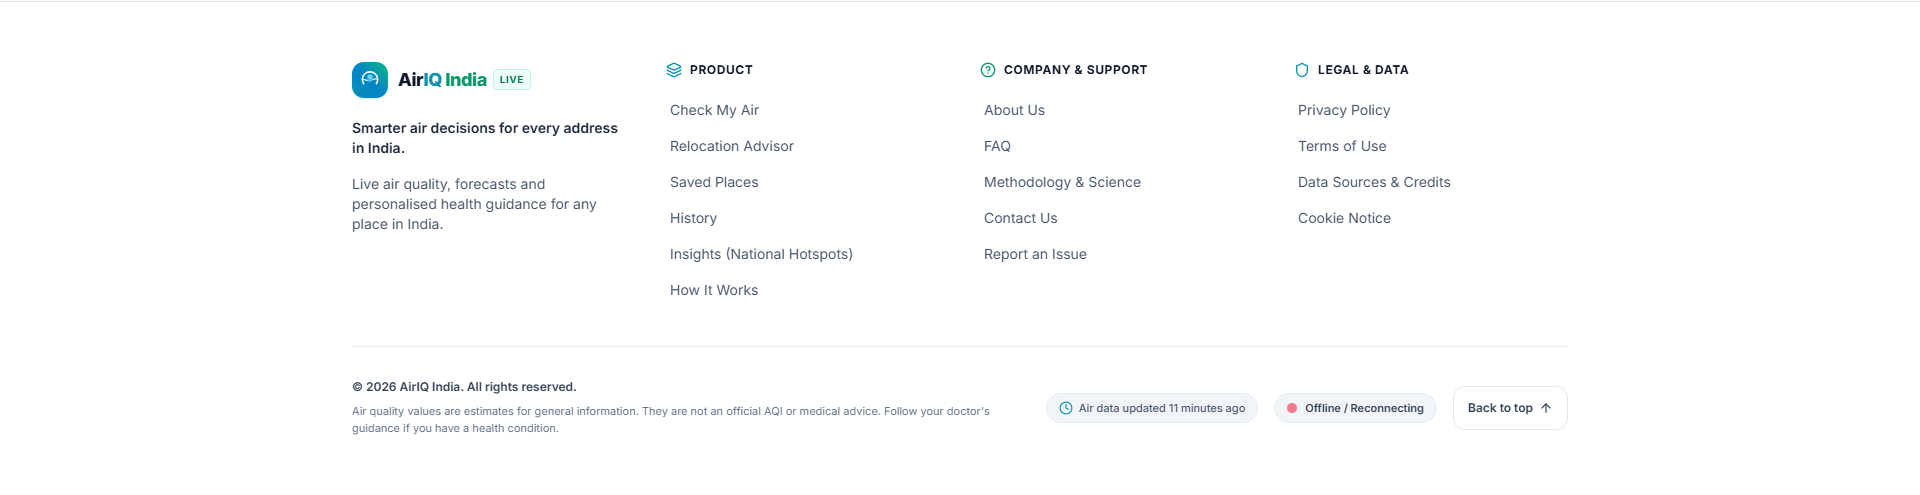 AirIQ India LIVE
Smarter air decisions for every address
in India.
Live air quality, forecasts and
personalised health guidance for any
place in India.
PRODUCT
Check My Air
Relocation Advisor
Saved Places
History
Insights (National Hotspots)
How It Works
COMPANY & SUPPORT
About Us
FAQ
Methodology & Science
Contact Us
Report an Issue
LEGAL & DATA
Privacy Policy
Terms of Use
Data Sources & Credits
Cookie Notice
© 2026 AirIQ India. All rights reserved.
Air quality values are estimates for general information. They are not an official AQI or medical advice. Follow your doctor's
guidance if you have a health condition.
Air data updated 11 minutes ago
Offline / Reconnecting
Back to top ↑